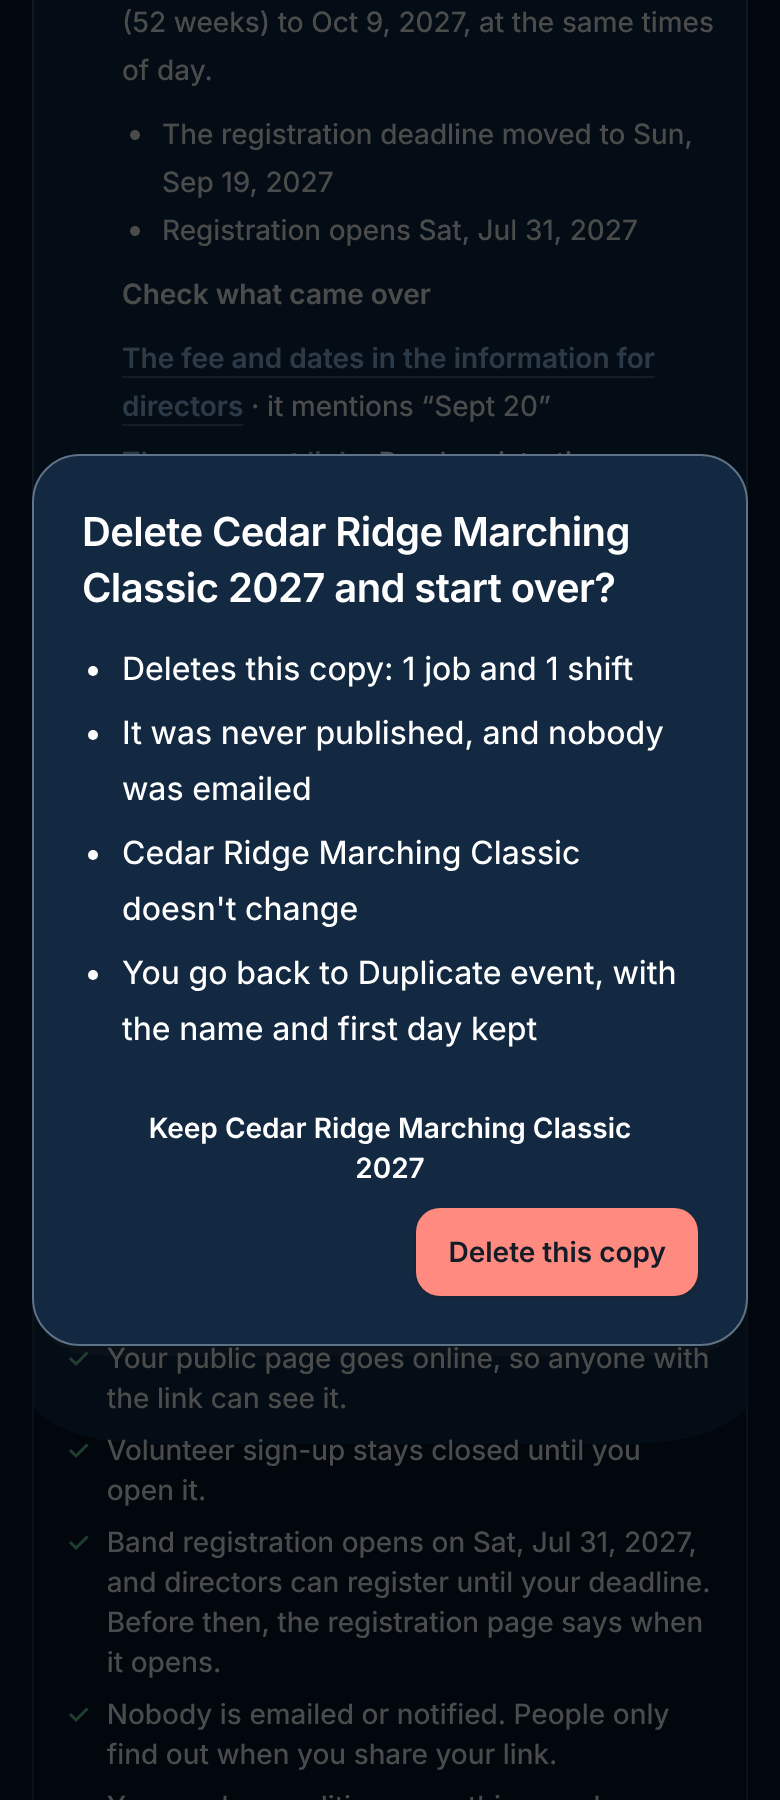 (52 weeks) to Oct 9, 2027, at the same times
of day.
• The registration deadline moved to Sun,
Sep 19, 2027
• Registration opens Sat, Jul 31, 2027
Check what came over
The fee and dates in the information for
directors · it mentions “Sept 20”
Delete Cedar Ridge Marching
Classic 2027 and start over?
• Deletes this copy: 1 job and 1 shift
• It was never published, and nobody
was emailed
• Cedar Ridge Marching Classic
doesn't change
• You go back to Duplicate event, with
the name and first day kept
Keep Cedar Ridge Marching Classic
2027
Delete this copy
✓ Your public page goes online, so anyone with
the link can see it.
✓ Volunteer sign-up stays closed until you
open it.
✓ Band registration opens on Sat, Jul 31, 2027,
and directors can register until your deadline.
Before then, the registration page says when
it opens.
✓ Nobody is emailed or notified. People only
find out when you share your link.